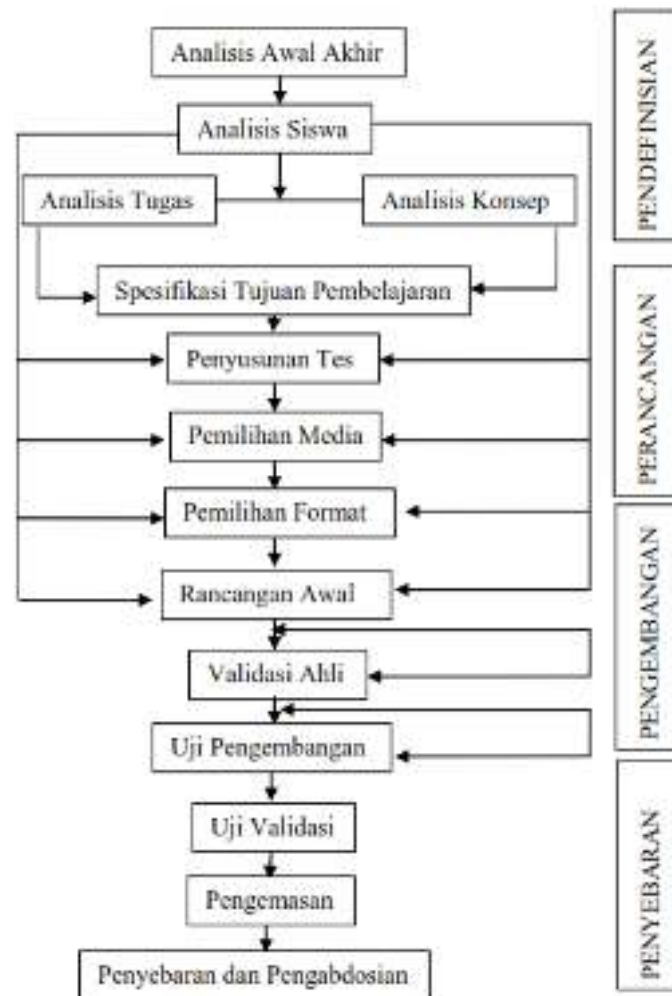 Analisis Awal Akhir
Analisis Siswa
Analisis Tugas
Analisis Konsep
Spesifikasi Tujuan Pembelajaran
Penyusunan Tes
Pemilihan Media
Pemilihan Format
Rancangan Awal
Validasi Ahli
Uji Pengembangan
Uji Validasi
Pengemasan
Penyebaran dan Pengabdosian
PENDEFINISIAN
PERANCANGAN
PENGEMBANGAN
PENYEBARAN